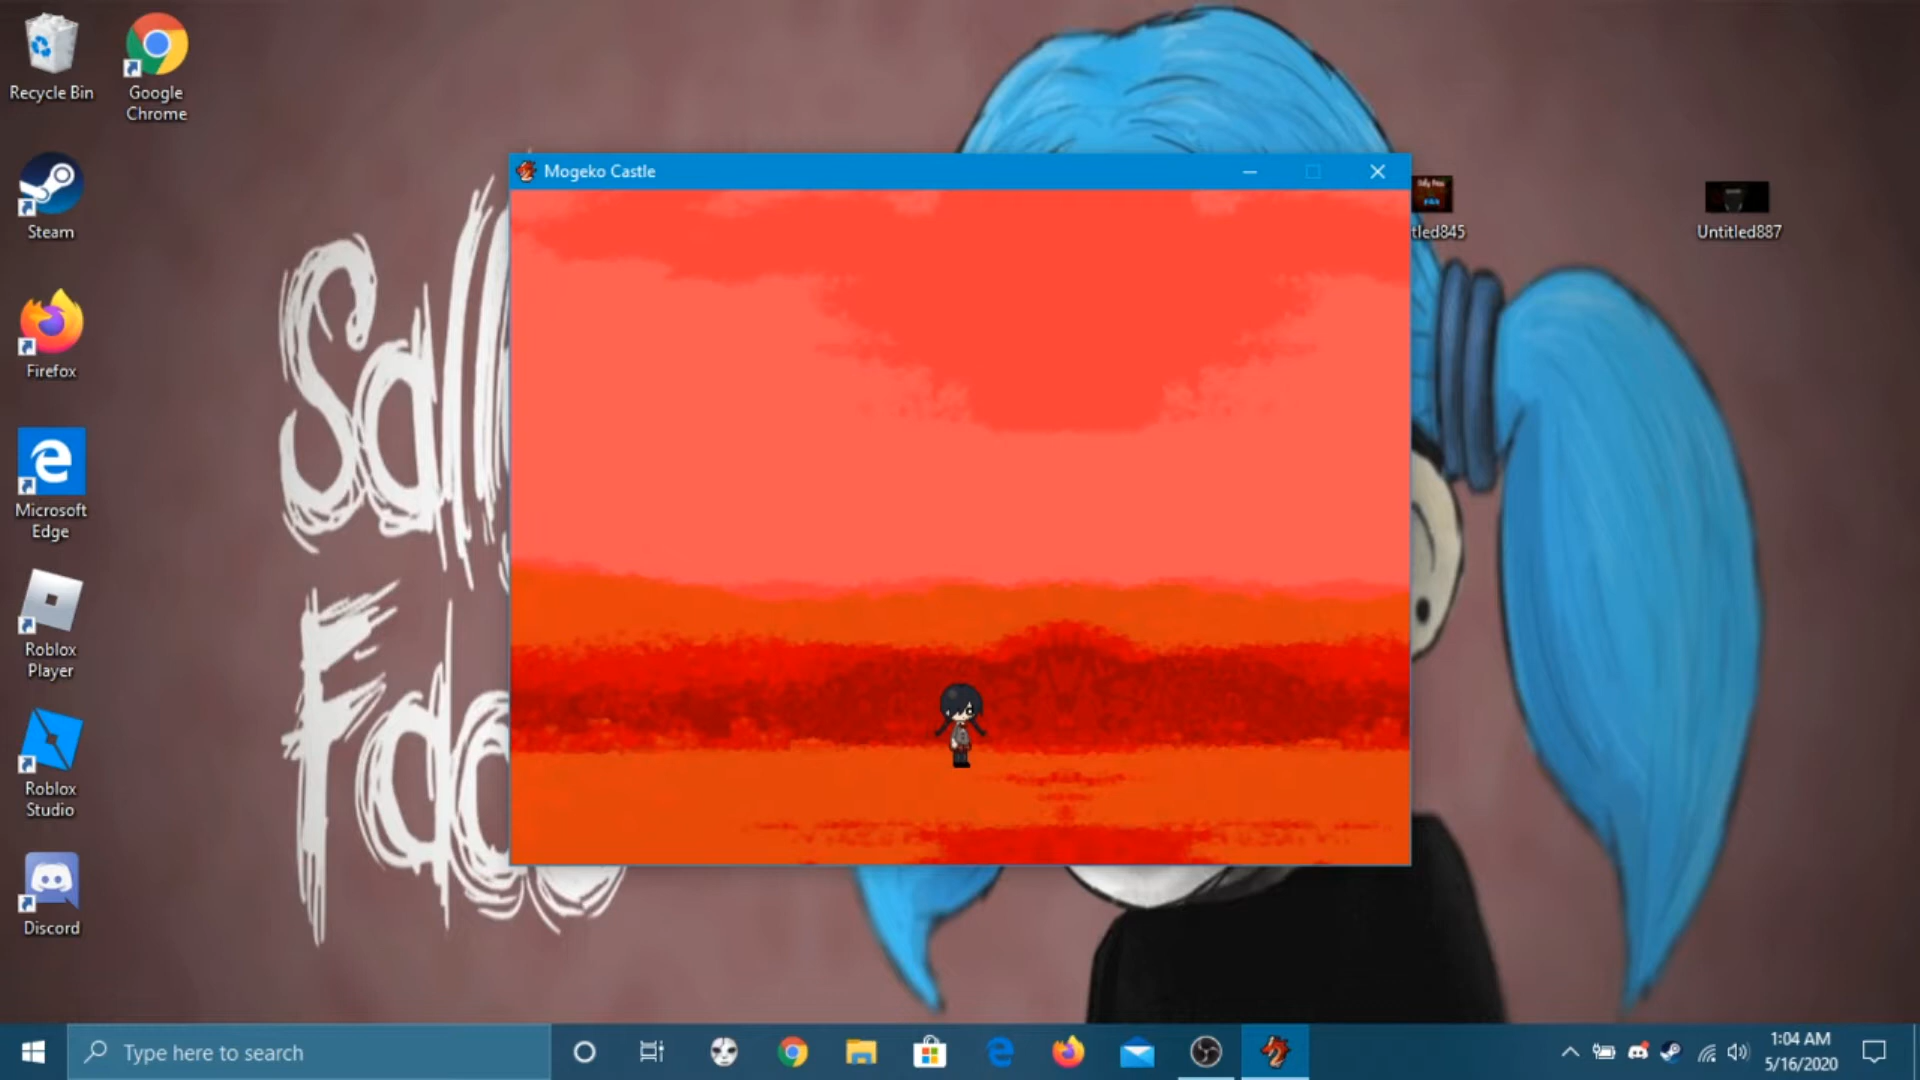 Recycle Bin
Google
Chrome
Steam
Firefox
Microsoft
Edge
Roblox
Player
Roblox
Studio
Discord
Mogeko Castle
tled845
Untitled887
Type here to search
1:04 AM
5/16/2020